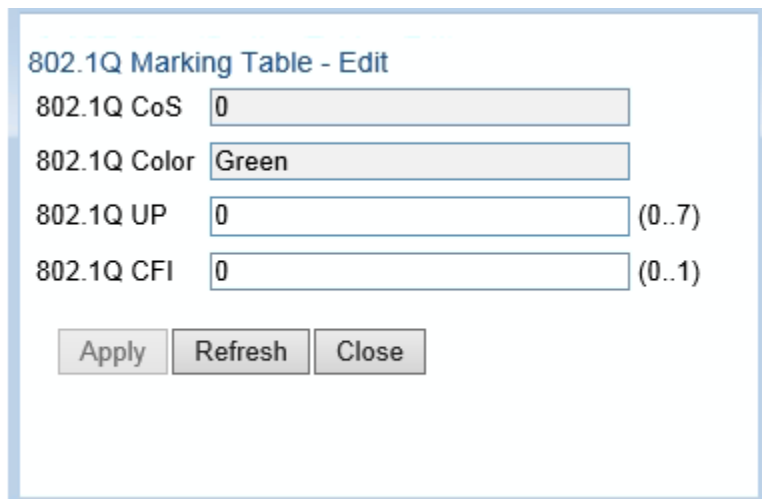 802.1Q Marking Table - Edit
802.1Q CoS 0
802.1Q Color Green
802.1Q UP 0 (0..7)
802.1Q CFI 0 (0..1)
Apply Refresh Close